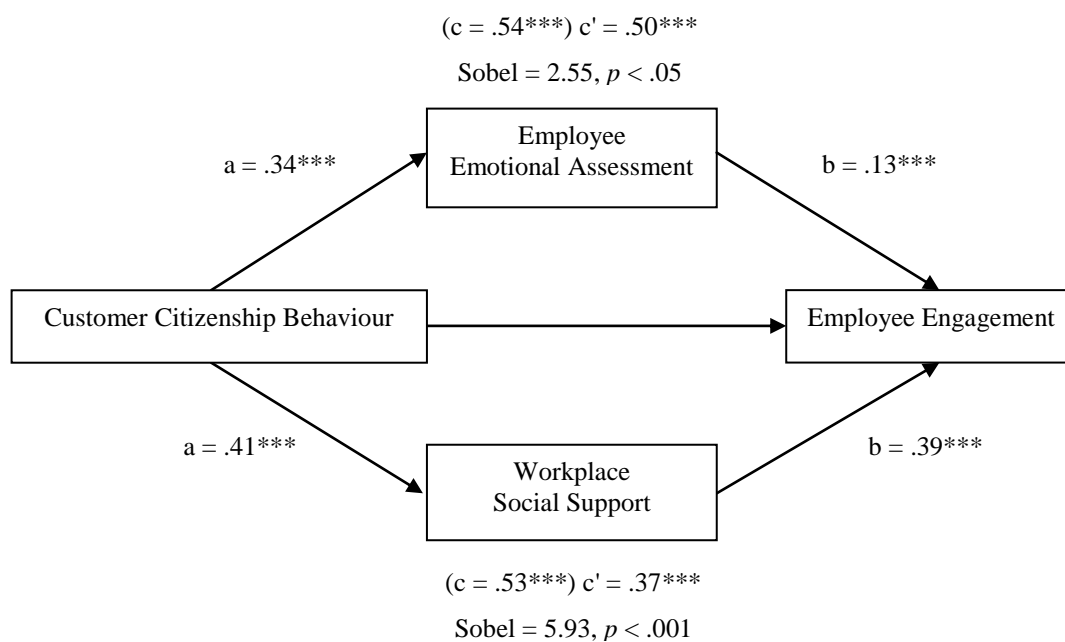 (c = .54***) c' = .50***
Sobel = 2.55, p < .05
Employee
Emotional Assessment
a = .34***
b = .13***
Customer Citizenship Behaviour
Employee Engagement
a = .41***
b = .39***
Workplace
Social Support
(c = .53***) c' = .37***
Sobel = 5.93, p < .001